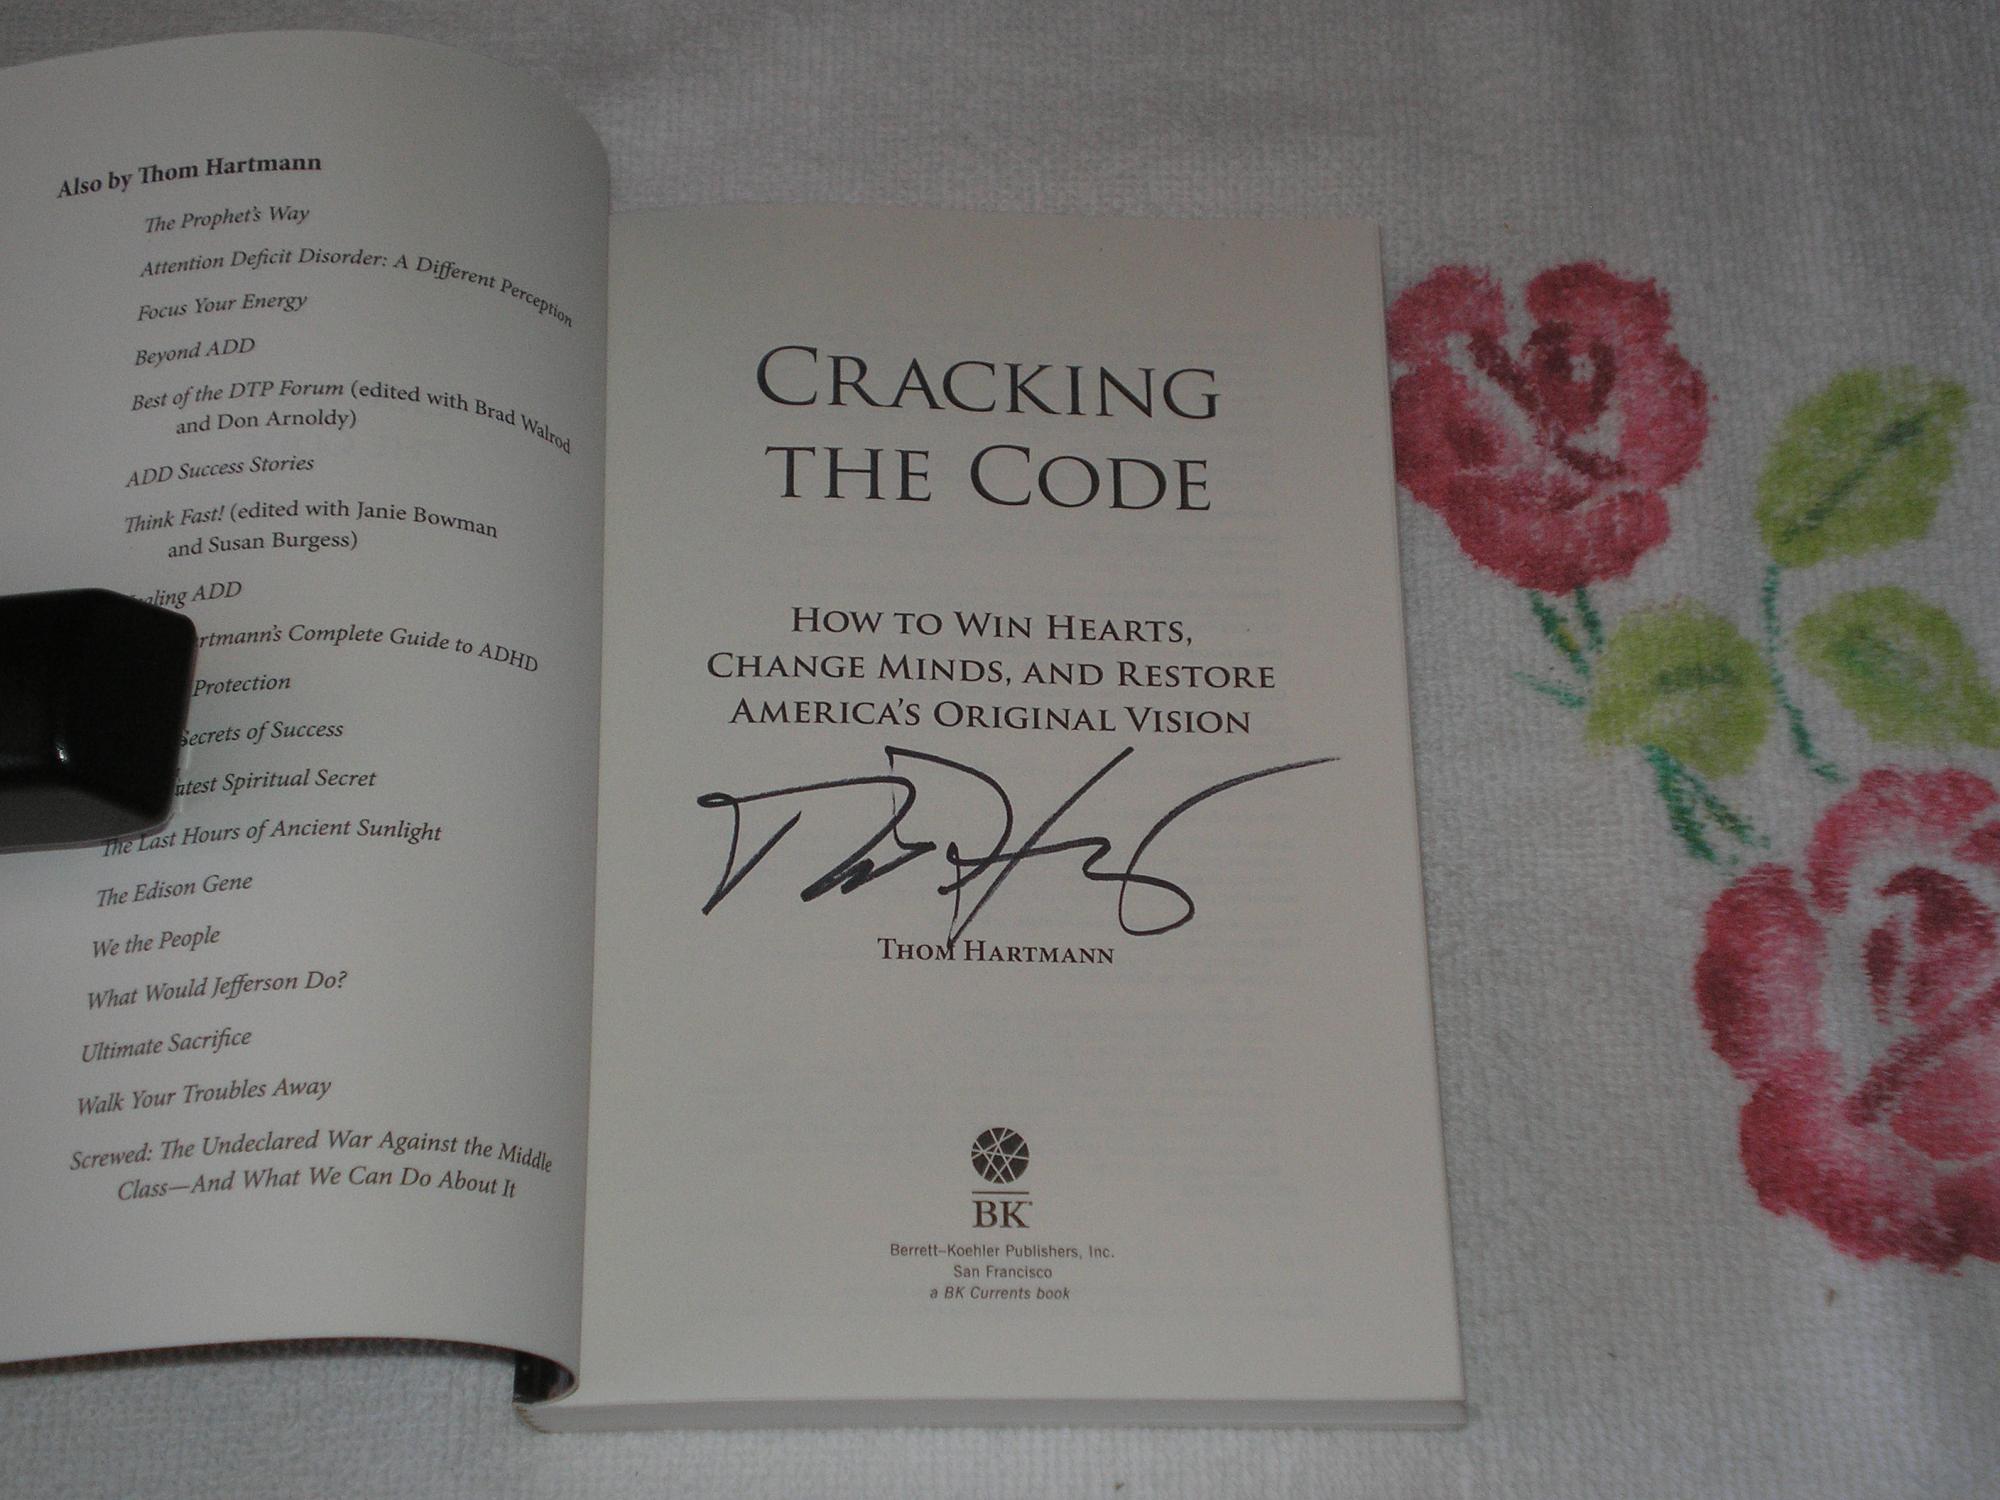 Also by Thom Hartmann
The Prophet's Way
Attention Deficit Disorder: A Different Perception
Focus Your Energy
Beyond ADD
Best of the DTP Forum (edited with Brad Walrod
and Don Arnoldy)
ADD Success Stories
Think Fast! (edited with Janie Bowman
and Susan Burgess)
ADD
Complete Guide to ADHD
Protection
Secrets of Success
Spiritual Secret
The Last Hours of Ancient Sunlight
The Edison Gene
We the People
What Would Jefferson Do?
Ultimate Sacrifice
Walk Your Troubles Away
Screwed: The Undeclared War Against the Middle
Class—And What We Can Do About It
CRACKING
THE CODE
HOW TO WIN HEARTS,
CHANGE MINDS, AND RESTORE
AMERICA'S ORIGINAL VISION
THOM HARTMANN
BK
Berrett–Koehler Publishers, Inc.
San Francisco
a BK Currents book